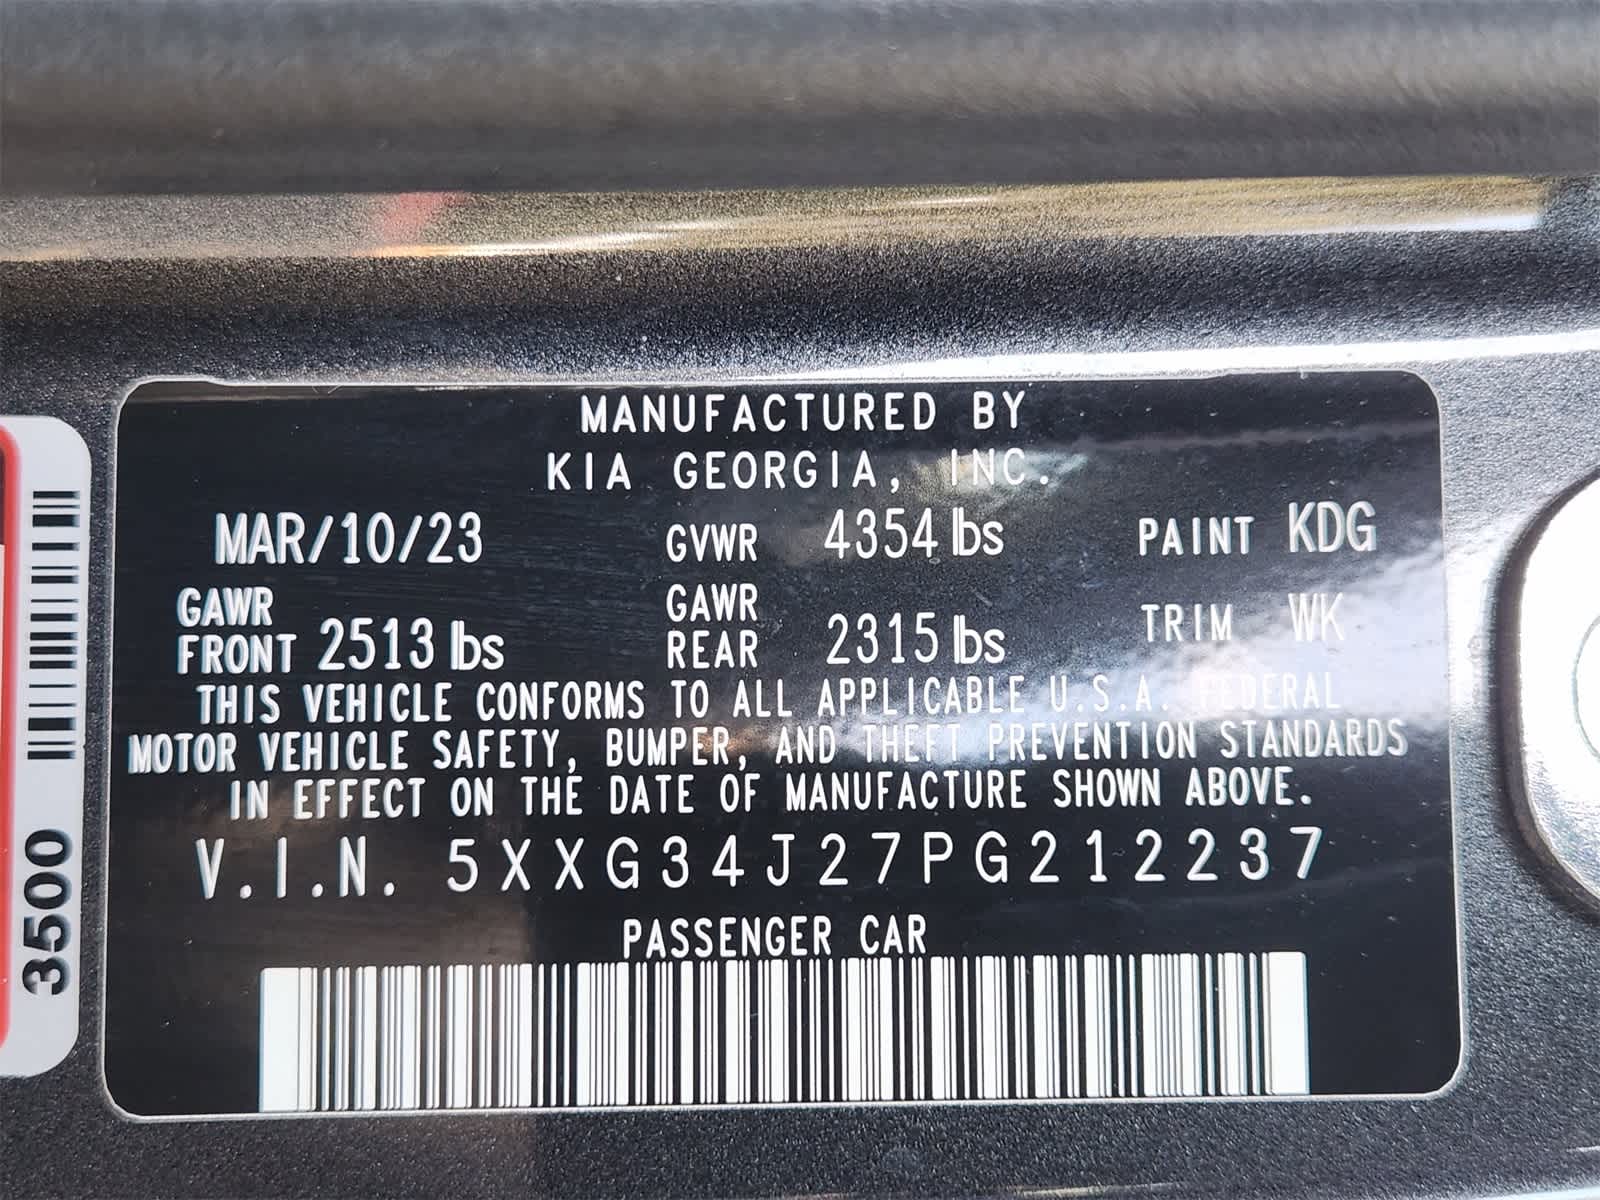 MANUFACTURED BY
KIA GEORGIA, INC.
MAR/10/23 GVWR 4354 lbs PAINT KDG
GAWR FRONT 2513 lbs GAWR REAR 2315 lbs TRIM WK
THIS VEHICLE CONFORMS TO ALL APPLICABLE U.S.A. FEDERAL
MOTOR VEHICLE SAFETY, BUMPER, AND THEFT PREVENTION STANDARDS
IN EFFECT ON THE DATE OF MANUFACTURE SHOWN ABOVE.
V.I.N. 5XXG34J27PG212237
PASSENGER CAR
3500